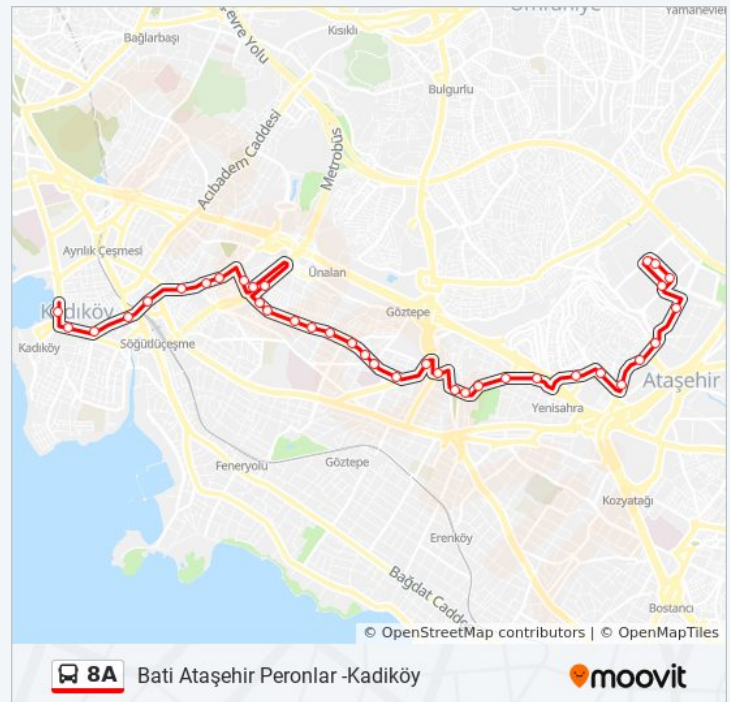 Ümraniye
Yamanevler
Çevre Yolu
Kısıklı
Bağlarbaşı
Bulgurlu
Acıbadem Caddesi
Metrobüs
Ayrılık Çeşmesi
Ünalan
Kadıköy
Göztepe
Kadıköy
Söğütlüçeşme
Ataşehir
Yenisahra
Feneryolu
Göztepe
Kozyatağı
Erenköy
Bağdat Cadde
Bostancı
© OpenStreetMap contributors | © OpenMapTiles
8A Bati Ataşehir Peronlar -Kadiköy
moovit